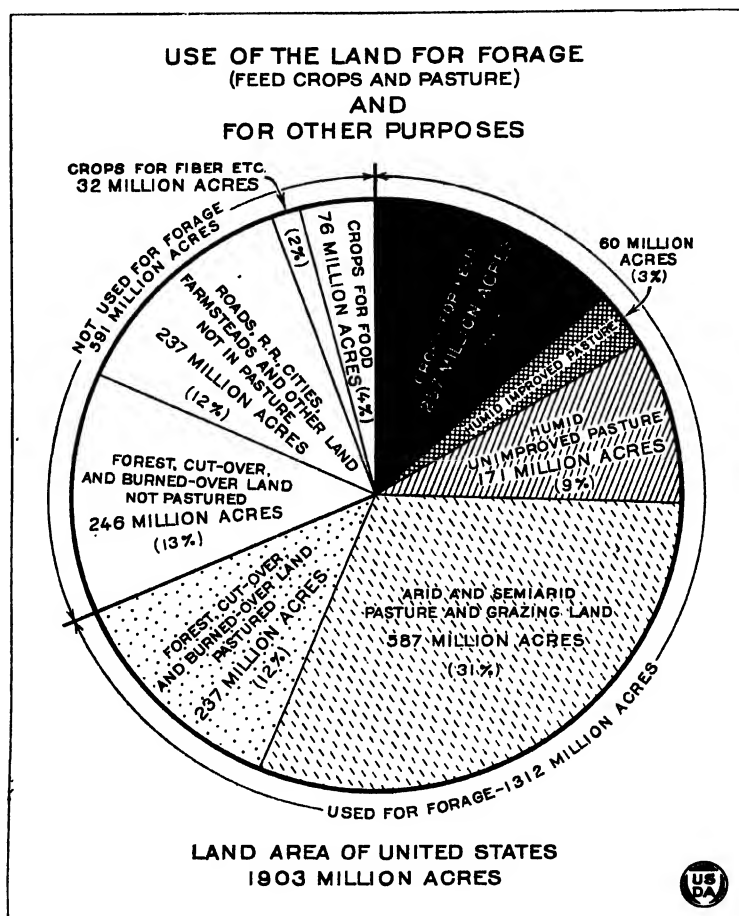 USE OF THE LAND FOR FORAGE
(FEED CROPS AND PASTURE)
AND
FOR OTHER PURPOSES
CROPS FOR FIBER ETC.
32 MILLION ACRES
(2%)
CROPS FOR FOOD
76 MILLION ACRES (4%)
CROPS FOR FEED
257 MILLION ACRES
60 MILLION
ACRES
(3%)
HUMID IMPROVED PASTURE
HUMID
UNIMPROVED PASTURE
171 MILLION ACRES
(9%)
ARID AND SEMIARID
PASTURE AND GRAZING LAND
587 MILLION ACRES
(31%)
USED FOR FORAGE-1312 MILLION ACRES
FOREST, CUT-OVER,
AND BURNED-OVER LAND
PASTURED
237 MILLION ACRES
(12%)
FOREST, CUT-OVER,
AND BURNED-OVER LAND
NOT PASTURED
246 MILLION ACRES
(13%)
ROADS, R.R. CITIES,
FARMSTEADS AND OTHER LAND
NOT IN PASTURE
237 MILLION ACRES
(12%)
NOT USED FOR FORAGE
591 MILLION ACRES
LAND AREA OF UNITED STATES
1903 MILLION ACRES
US
DA